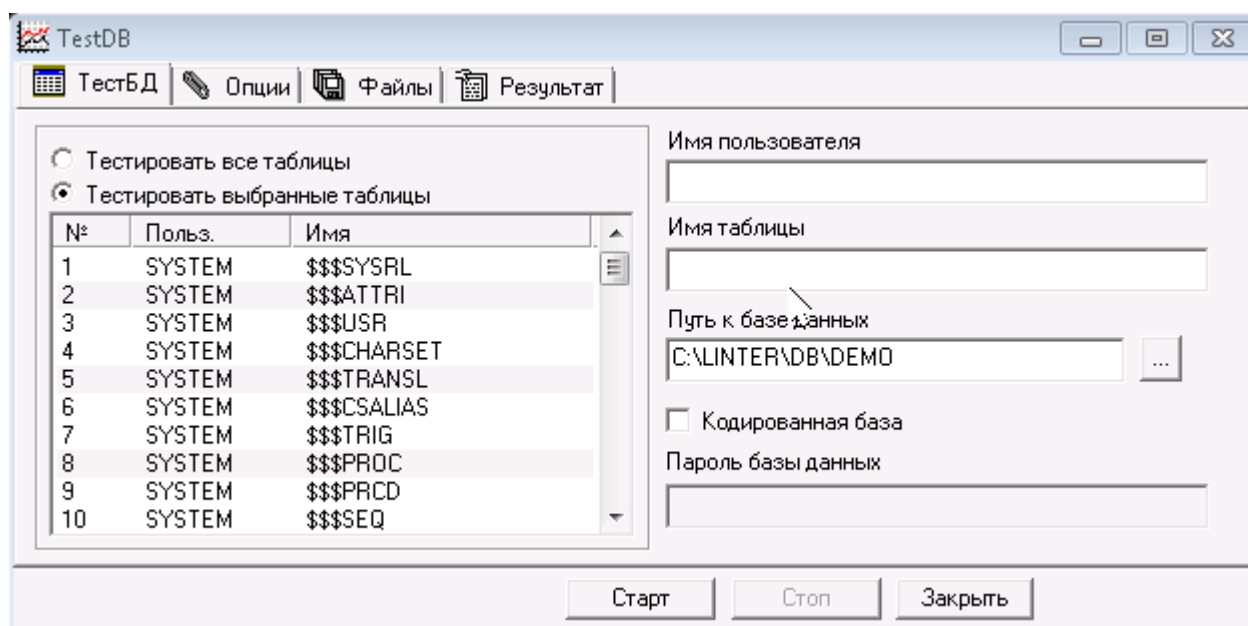 TestDB
ТестБД Опции Файлы Результат
Тестировать все таблицы
Тестировать выбранные таблицы
№ Польз. Имя
1 SYSTEM $$$SYSRL
2 SYSTEM $$$ATTRI
3 SYSTEM $$$USR
4 SYSTEM $$$CHARSET
5 SYSTEM $$$TRANSL
6 SYSTEM $$$CSALIAS
7 SYSTEM $$$TRIG
8 SYSTEM $$$PROC
9 SYSTEM $$$PRCD
10 SYSTEM $$$SEQ
Имя пользователя
Имя таблицы
Путь к базе данных
C:\LINTER\DB\DEMO
...
Кодированная база
Пароль базы данных
Старт Стоп Закрыть